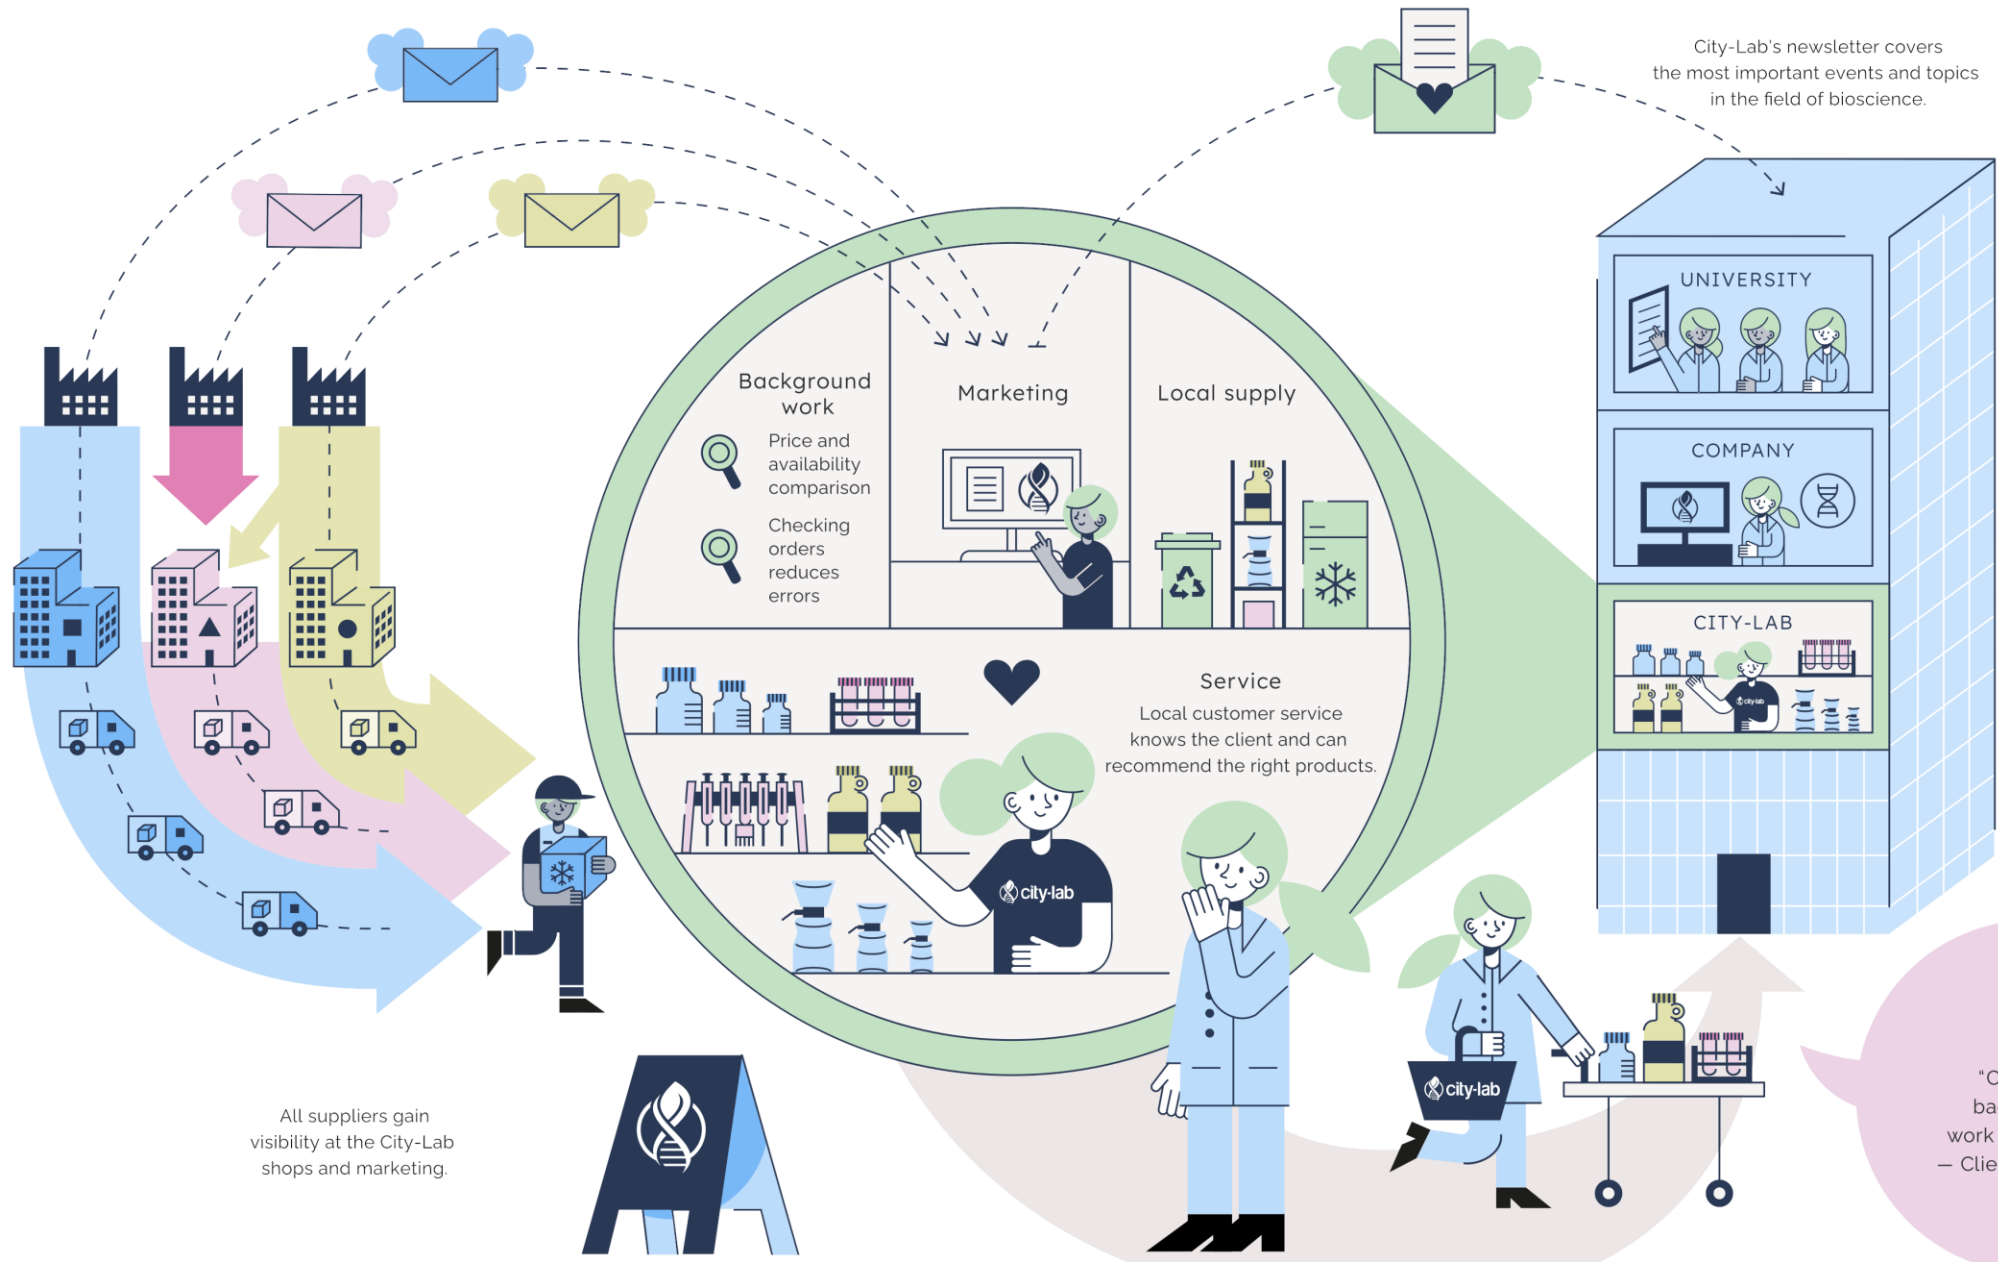 City-Lab's newsletter covers
the most important events and topics
in the field of bioscience.
UNIVERSITY
COMPANY
CITY-LAB
city-lab
Background
work
Price and
availability
comparison
Checking
orders
reduces
errors
Marketing
Local supply
Service
Local customer service
knows the client and can
recommend the right products.
city-lab
city-lab
All suppliers gain
visibility at the City-Lab
shops and marketing.
work